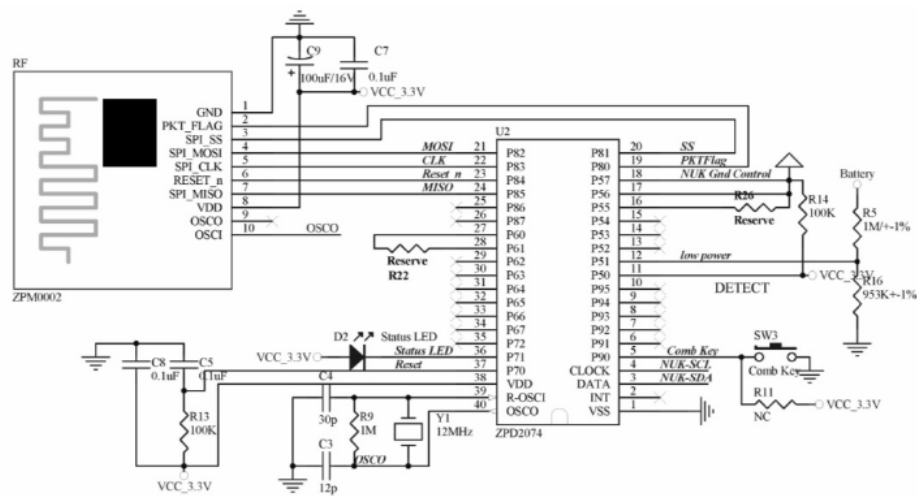 RF
GND
PKT_FLAG
SPI_SS
SPI_MOSI
SPI_CLK
RESET_n
SPI_MISO
VDD
OSCO
OSCI
1
2
3
4
5
6
7
8
9
10
OSCO
ZPM0002
C9
100uF/16V
+
C7
0.1uF
VCC_3.3V
U2
MOSI 21 P82
CLK 22 P83
Reset n 23 P84
MISO 24 P85
25 P86
26 P87
27 P60
28 P61
29 P62
30 P63
31 P64
32 P65
33 P66
34 P67
35 P72
Status LED 36 P71
Reset 37 P70
38 VDD
39 R-OSCI
40 OSCO
P81 20 SS
P80 19 PKTFlag
P57 18 NUK Gnd Control
P56 17
P55 16
P54 15
P53 14
P52 13
P51 12 low power
P50 11
P95 10
P94 9
P93 8
P92 7
P91 6
P90 5 Comb Key
CLOCK 4 NUK-SCL
DATA 3 NUK-SDA
INT 2
VSS 1
ZPD2074
Reserve
R22
R26
Reserve
R14
100K
Battery
R5
1M/+-1%
VCC_3.3V
R16
953K+-1%
DETECT
SW3
Comb Key
R11
NC
VCC_3.3V
D2
Status LED
VCC_3.3V
C8
0.1uF
C5
0.1uF
R13
100K
VCC_3.3V
C4
30p
R9
1M
Y1
12MHz
C3
12p
OSCO